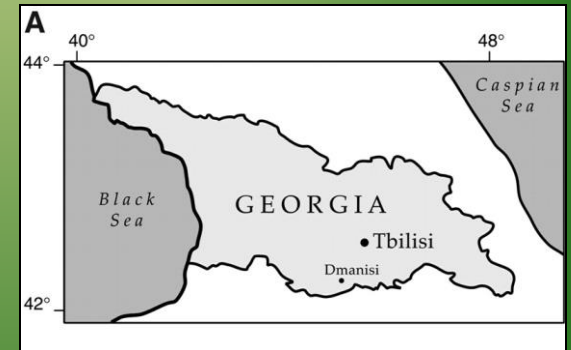 A
40°
48°
44°
Caspian
Sea
Black
Sea
GEORGIA
Tbilisi
Dmanisi
42°